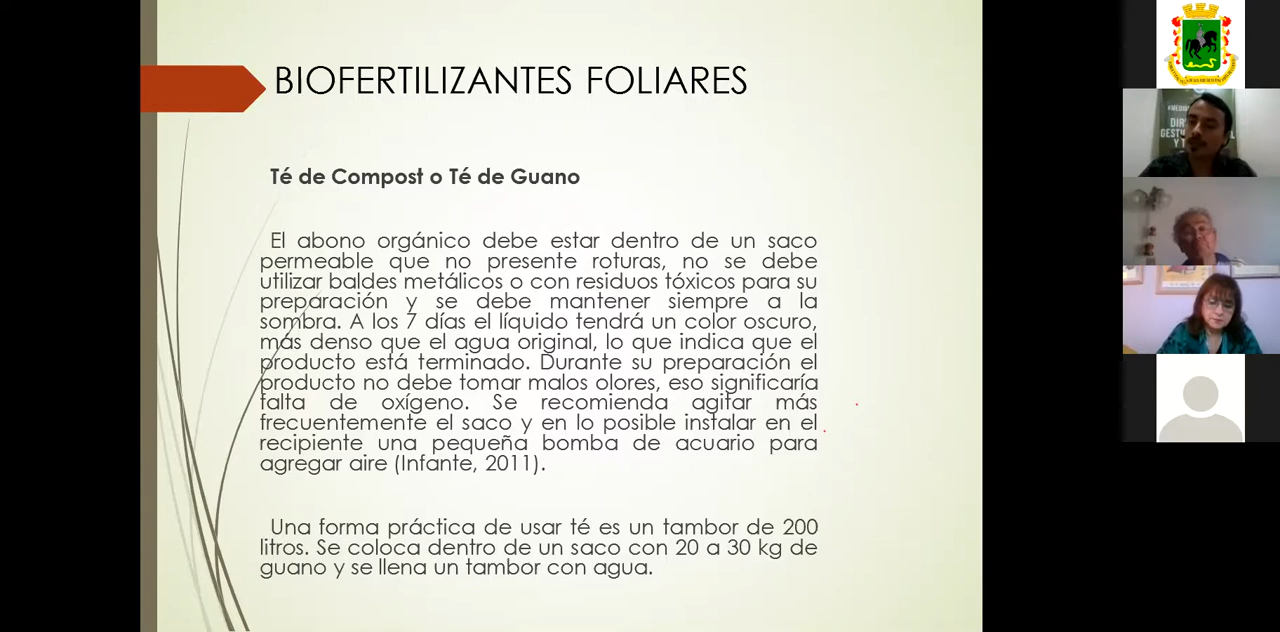 BIOFERTILIZANTES FOLIARES
Té de Compost o Té de Guano
El abono orgánico debe estar dentro de un saco
permeable que no presente roturas, no se debe
utilizar baldes metálicos o con residuos tóxicos para su
preparación y se debe mantener siempre a la
sombra. A los 7 días el líquido tendrá un color oscuro,
más denso que el agua original, lo que indica que el
producto está terminado. Durante su preparación el
producto no debe tomar malos olores, eso significaría
falta de oxígeno. Se recomienda agitar más
frecuentemente el saco y en lo posible instalar en el
recipiente una pequeña bomba de acuario para
agregar aire (Infante, 2011).
Una forma práctica de usar té es un tambor de 200
litros. Se coloca dentro de un saco con 20 a 30 kg de
guano y se llena un tambor con agua.